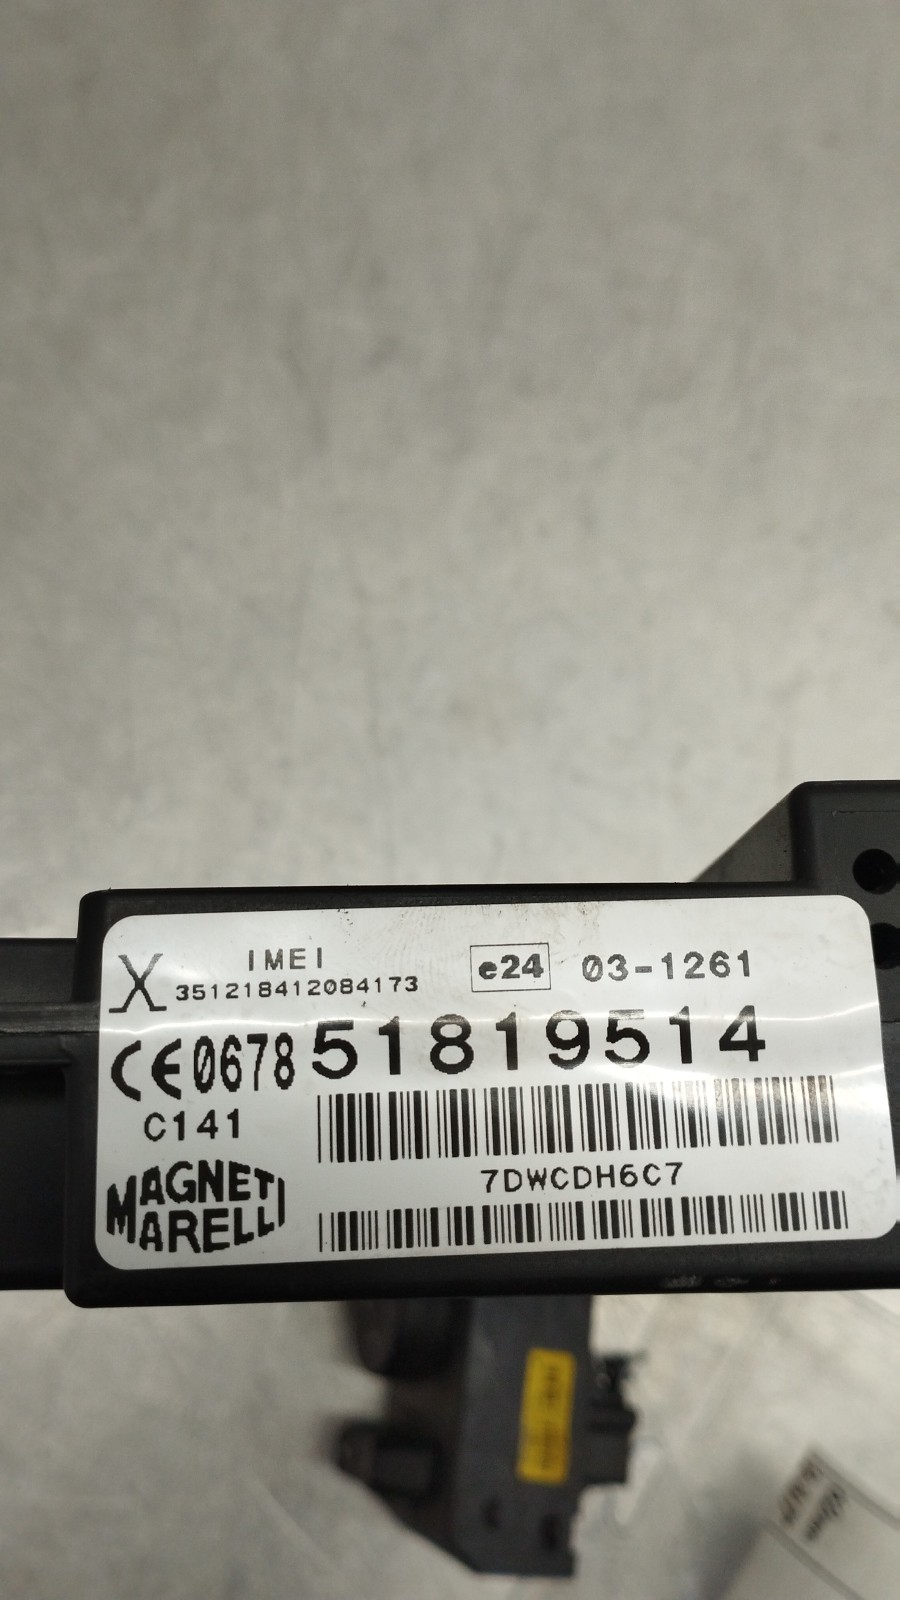 IMEI
351218412084173
e24 03-1261
CE0678 51819514
C141
7DWCDH6C7
MAGNETI
MARELLI